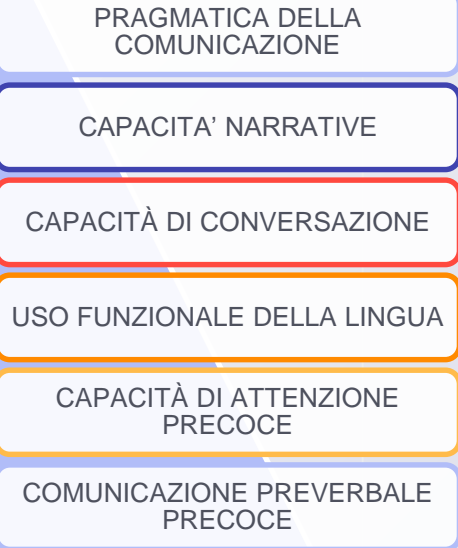 PRAGMATICA DELLA
COMUNICAZIONE
CAPACITA’ NARRATIVE
CAPACITÀ DI CONVERSAZIONE
USO FUNZIONALE DELLA LINGUA
CAPACITÀ DI ATTENZIONE
PRECOCE
COMUNICAZIONE PREVERBALE
PRECOCE